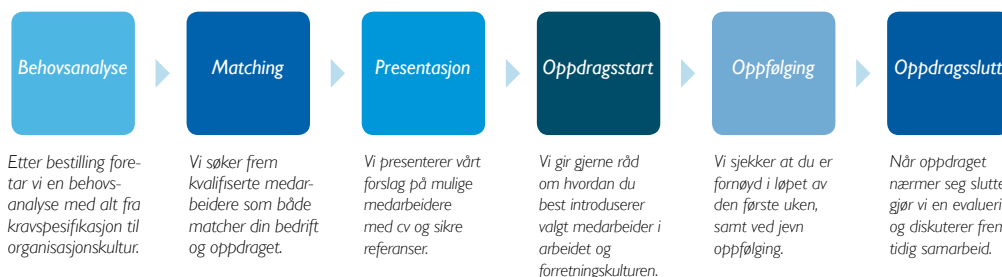 Behovsanalyse
Matching
Presentasjon
Oppdragsstart
Oppfølging
Oppdragsslutt
Etter bestilling fore-
tar vi en behovs-
analyse med alt fra
kravspesifikasjon til
organisasjonskultur.
Vi søker frem
kvalifiserte medar-
beidere som både
matcher din bedrift
og oppdraget.
Vi presenterer vårt
forslag på mulige
medarbeidere
med cv og sikre
referanser.
Vi gir gjerne råd
om hvordan du
best introduserer
valgt medarbeider i
arbeidet og
forretningskulturen.
Vi sjekker at du er
fornøyd i løpet av
den første uken,
samt ved jevn
oppfølging.
Når oppdraget
nærmer seg slutte
gjør vi en evalueri
og diskuterer frem
tidig samarbeid.